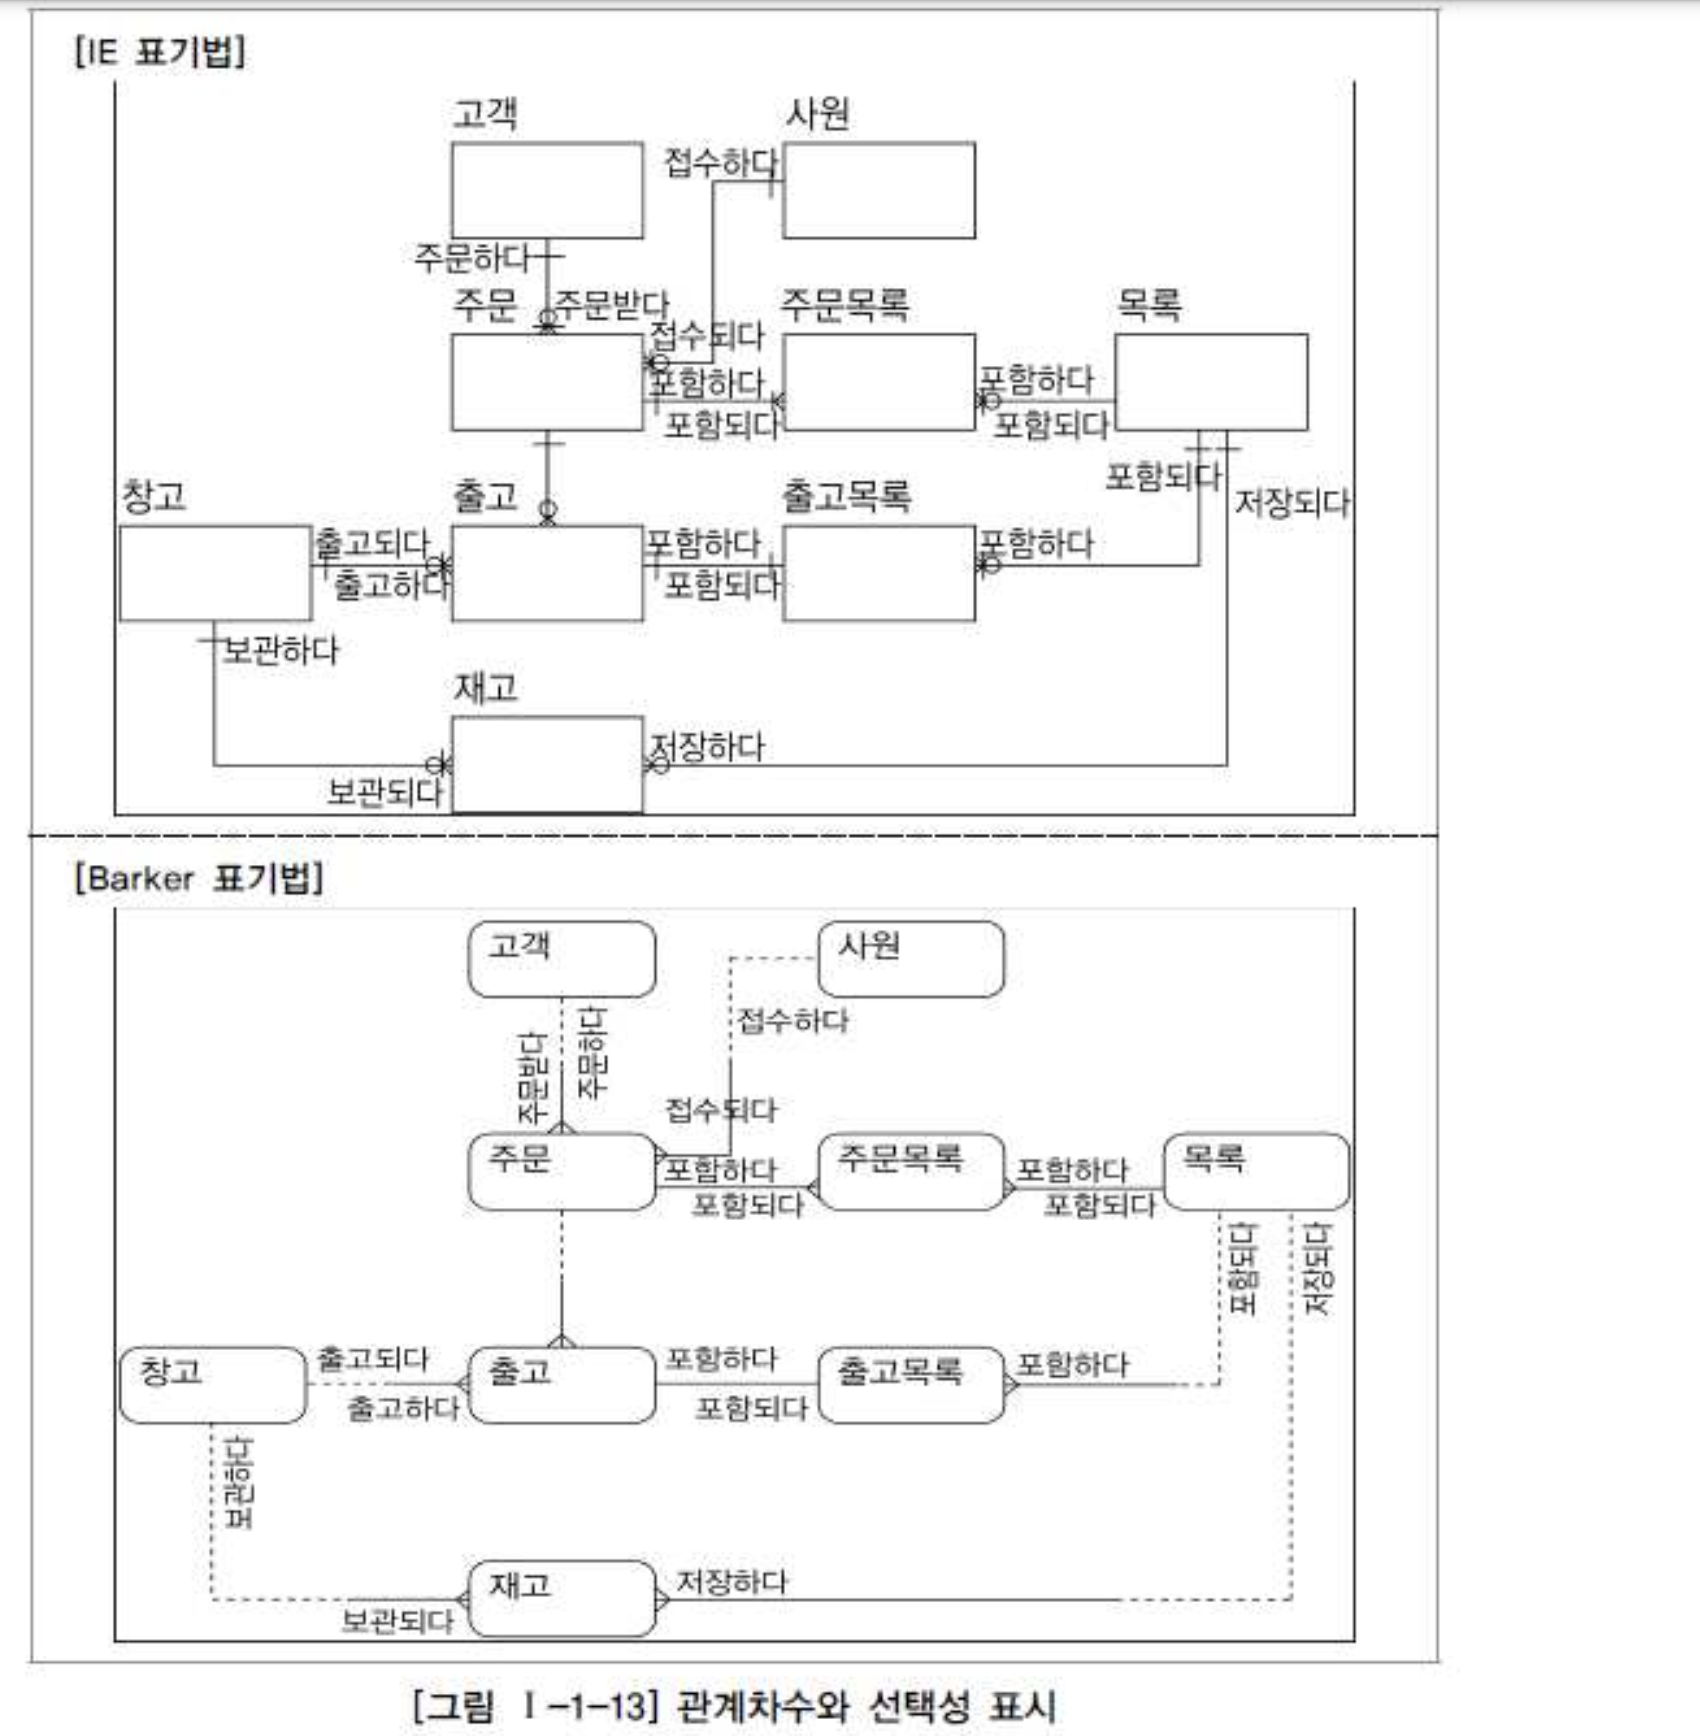 [IE 표기법]
고객 사원
접수하다
주문하다
주문 주문받다 주문목록 목록
접수되다
포함하다 포함하다
포함되다 포함되다
포함되다
창고 출고 출고목록 저장되다
출고되다 포함하다 포함하다
출고하다 포함되다
보관하다
재고
저장하다
보관되다
[Barker 표기법]
고객 사원
주문받다 주문하다 접수하다
접수되다
주문 주문목록 목록
포함하다 포함하다
포함되다 포함되다
포함되다 저장되다
창고 출고되다 출고 포함하다 출고목록 포함하다
출고하다 포함되다
보관하다
재고 저장하다
보관되다
[그림 Ⅰ-1-13] 관계차수와 선택성 표시